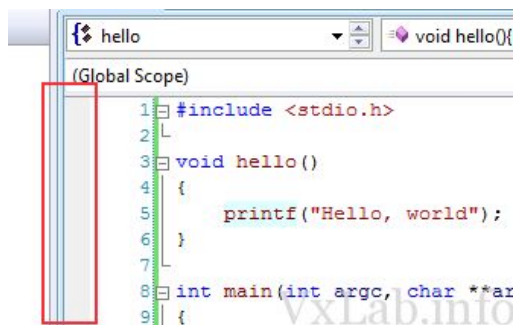 hello void hello(){
(Global Scope)
1 #include <stdio.h>
2
3 void hello()
4 {
5 printf("Hello, world");
6 }
7
8 int main(int argc, char **ar
9 {
VxLab.info